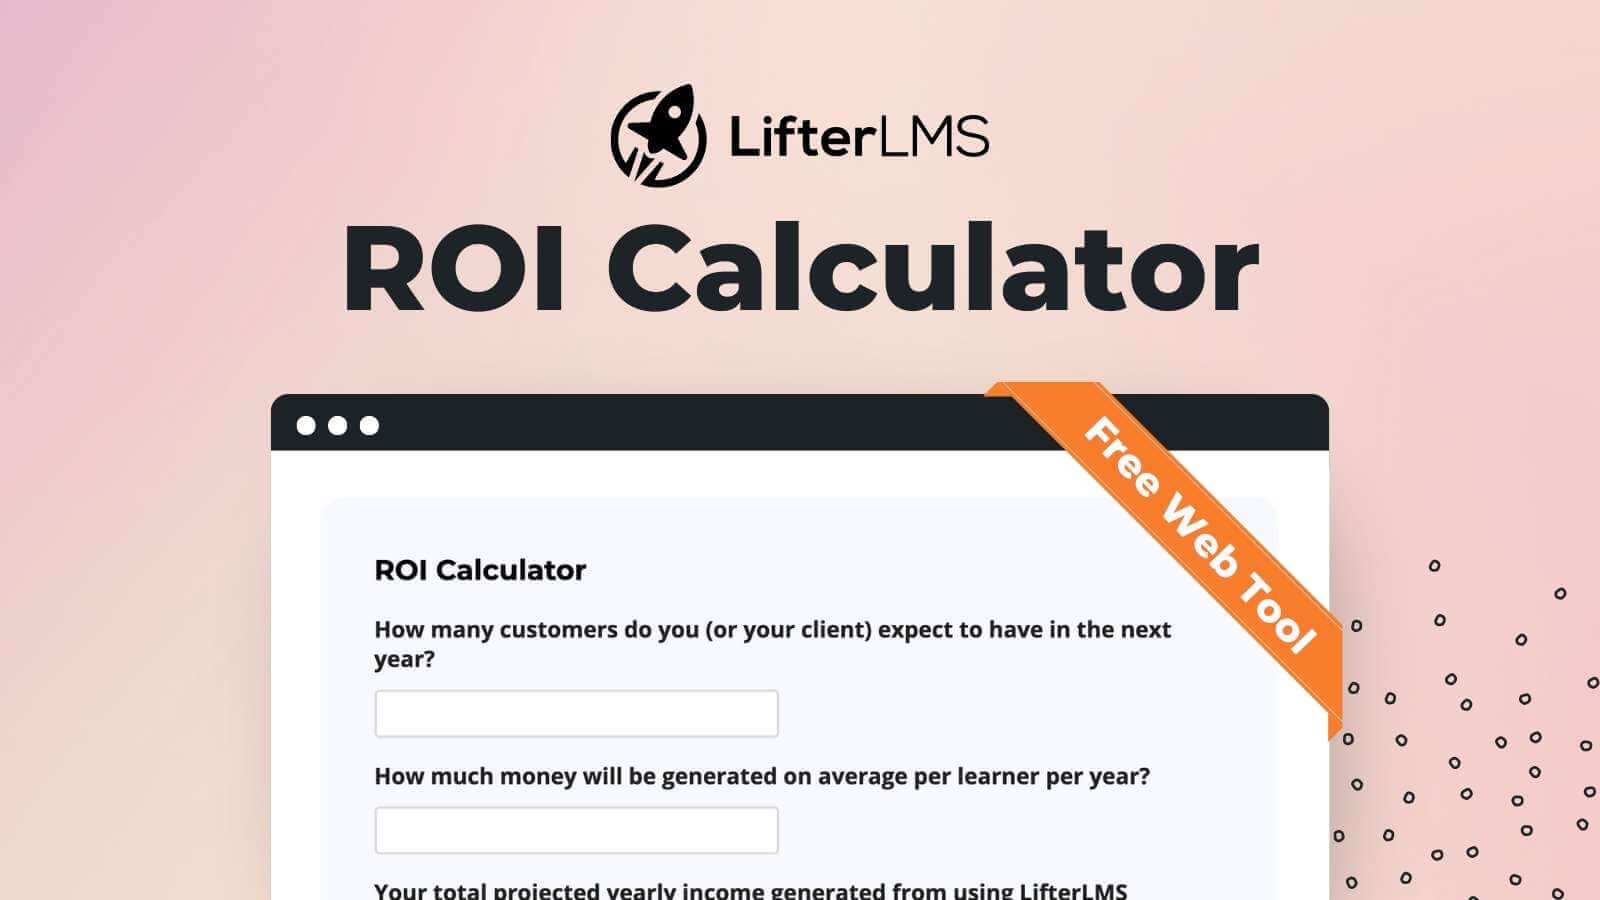 LifterLMS
ROI Calculator
Free Web Tool
ROI Calculator
How many customers do you (or your client) expect to have in the next
year?
How much money will be generated on average per learner per year?
Your total projected yearly income generated from using LifterLMS